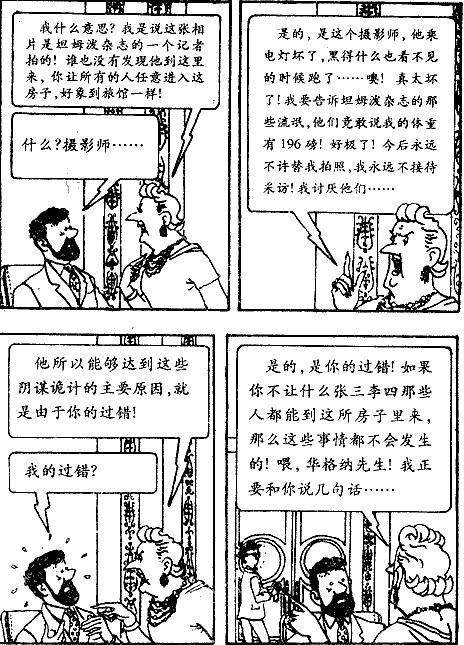 我什么意思?我是说这张相
片是坦姆波杂志的一个记者
拍的!谁也没有发现他到这里
来,你让所有的人任意进入这
房子,好象到旅馆一样!
什么?摄影师……
是的,是这个摄影师,他乘
电灯坏了,黑得什么也看不见
的时候跑了……噢!真太坏
了!我要告诉坦姆波杂志的那
些流氓,他们竟敢说我的体重
有196磅!好极了!今后永远
不许替我拍照,我永远不接待
采访!我讨厌他们……
他所以能够达到这些
阴谋诡计的主要原因,就
是由于你的过错!
我的过错?
是的,是你的过错!如果
你不让什么张三李四那些
人都能到这所房子里来,
那么这些事情都不会发生
的!喂,华格纳先生!我正
要和你说几句话……